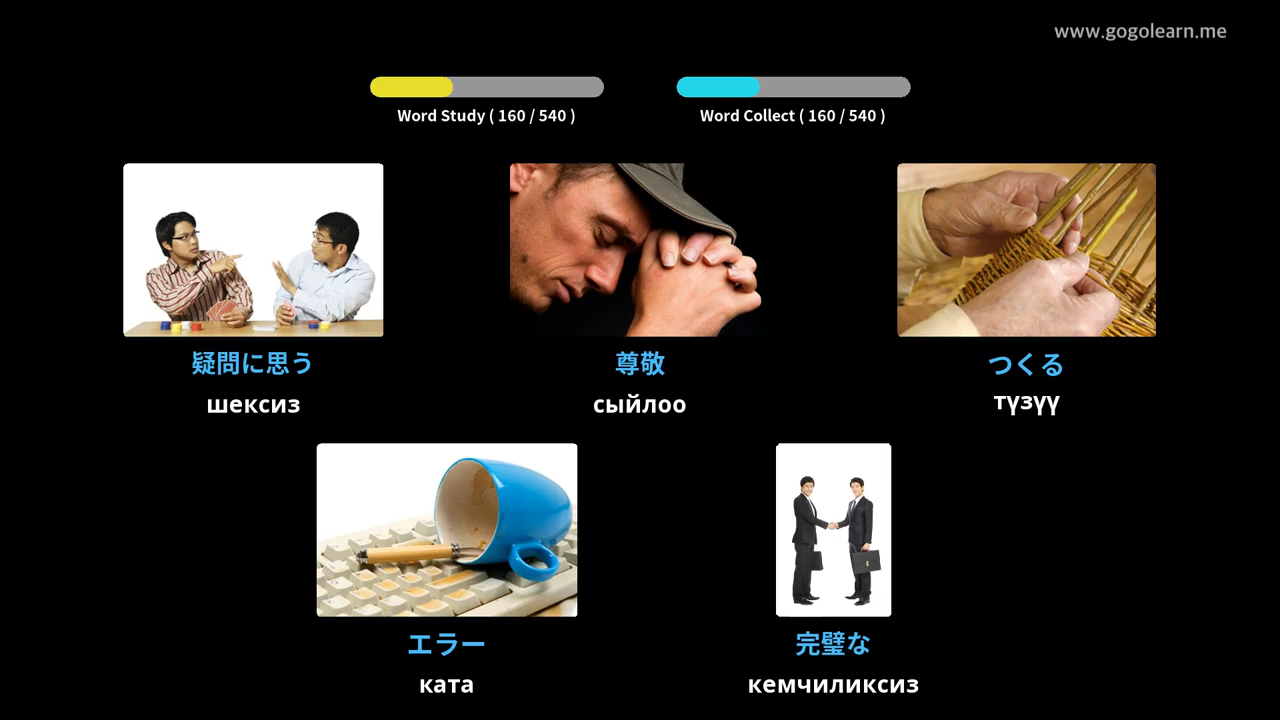 www.gogolearn.me
Word Study ( 160 / 540 )
Word Collect ( 160 / 540 )
疑問に思う
шексиз
尊敬
сыйлоо
つくる
түзүү
エラー
ката
完璧な
кемчиликсиз